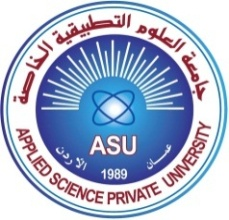 جامعة العلوم التطبيقية الخاصة
ASU
عمان
الأردن
1989
APPLIED SCIENCE PRIVATE UNIVERSITY